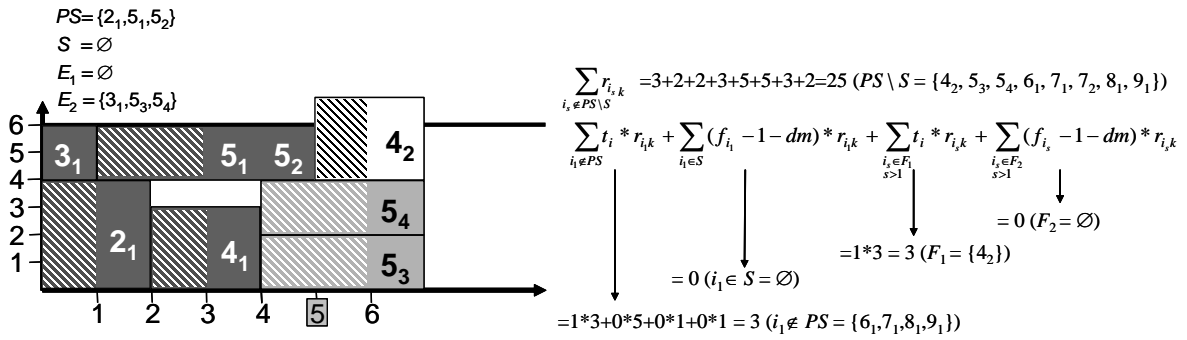 PS= {2₁,5₁,5₂}
S = ∅
E₁ = ∅
E₂ = {3₁,5₃,5₄}
6
5
4
3
2
1
3₁
5₁
5₂
4₂
2₁
4₁
5₄
5₃
1 2 3 4 5 6
∑ r_{i_s k} =3+2+2+3+5+5+3+2=25 (PS \ S = {4₂, 5₃, 5₄, 6₁, 7₁, 7₂, 8₁, 9₁})
i_s∉PS\S
∑ t_i * r_{i₁k} + ∑ (f_{i₁} -1-dm)* r_{i₁k} + ∑ t_i * r_{i_s k} + ∑ (f_{i_s} -1-dm)* r_{i_s k}
i₁∉PS i₁∈S i_s∈F₁ i_s∈F₂
s>1 s>1
= 0 (F₂ = ∅)
=1*3 = 3 (F₁= {4₂})
= 0 (i₁∈ S = ∅)
=1*3+0*5+0*1+0*1 = 3 (i₁∉ PS = {6₁,7₁,8₁,9₁})